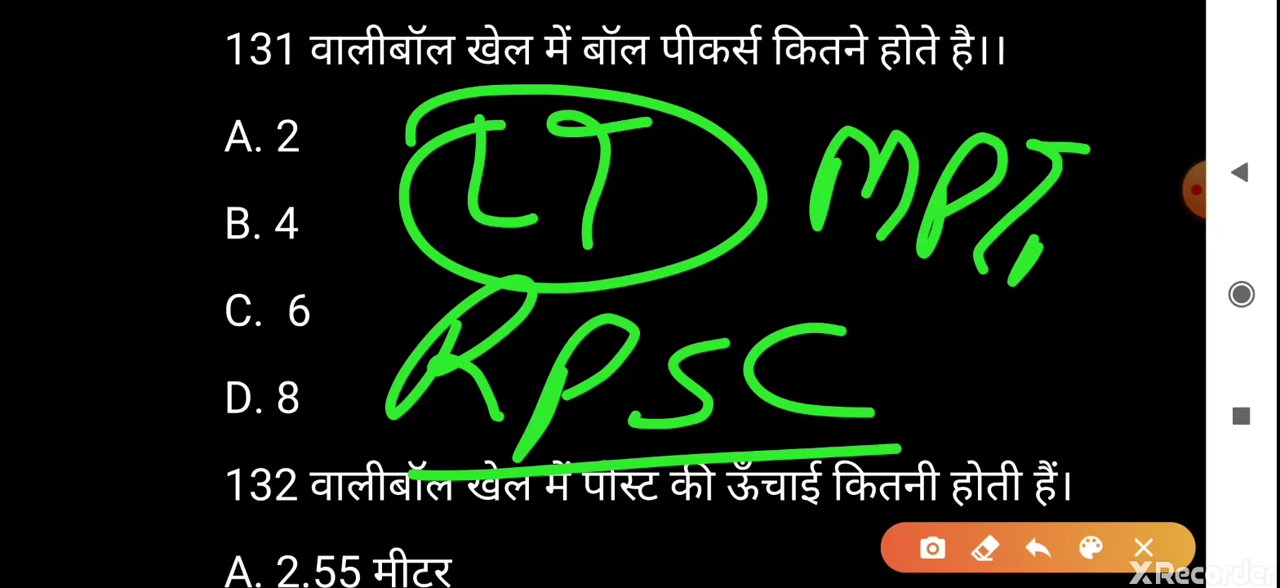 131 वालीबॉल खेल में बॉल पीकर्स कितने होते है।।
A. 2
LT
MPT,
B. 4
C. 6
RPSC
D. 8
132 वालीबॉल खेल में पोस्ट की ऊँचाई कितनी होती हैं।
A. 2.55 मीटर
XRecorder